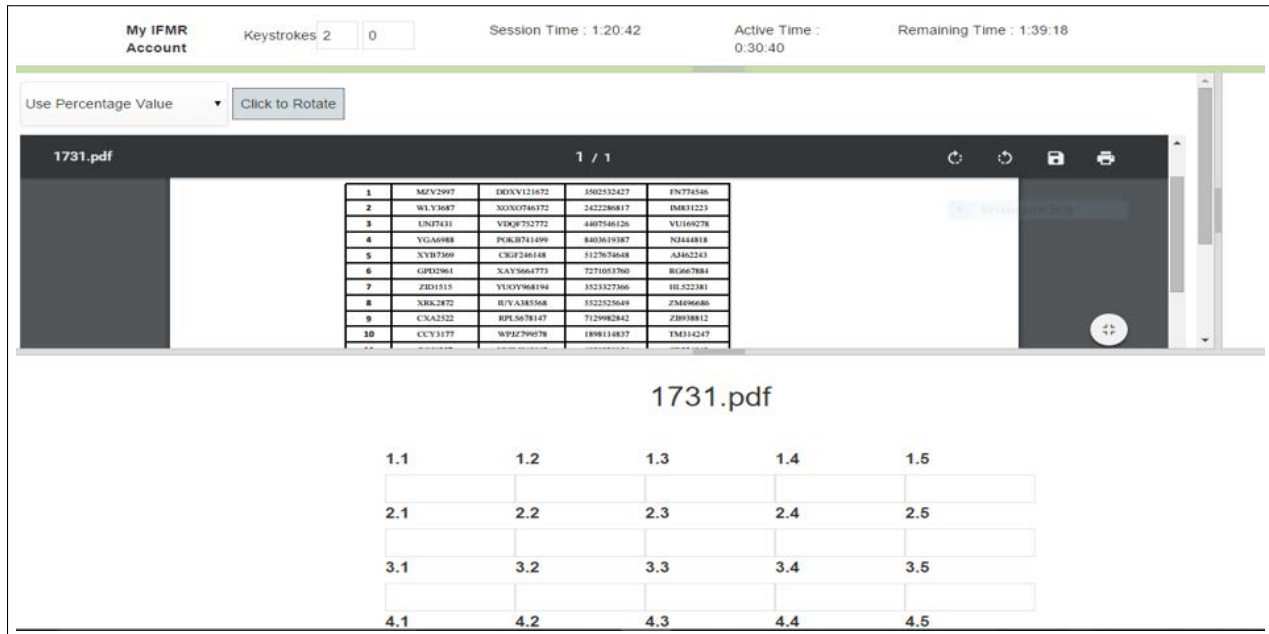 My IFMR Account
Keystrokes 2 0
Session Time : 1:20:42
Active Time : 0:30:40
Remaining Time : 1:39:18
Use Percentage Value
Click to Rotate
1731.pdf 1 / 1
1 MZV2997 DDXV121672 3502532427 FN774546
2 WLY3687 XOXO746372 2422286817 IM831223
3 UNJ7431 VDQF752772 4407546126 VU169278
4 YGA6988 POKB741499 8403619387 NJ444818
5 XYB7369 CIGF246148 5127674648 AJ462243
6 GPD2961 XAYS664773 7271053760 RG667884
7 ZID1515 YUOY968194 3523327366 HL522381
8 XRK2872 IUYA385568 5522525649 ZM496686
9 CXA2522 RPLS678147 7129982842 ZB938812
10 CCY3177 WPJZ799578 1898114837 TM314247
1731.pdf
1.1 1.2 1.3 1.4 1.5
2.1 2.2 2.3 2.4 2.5
3.1 3.2 3.3 3.4 3.5
4.1 4.2 4.3 4.4 4.5